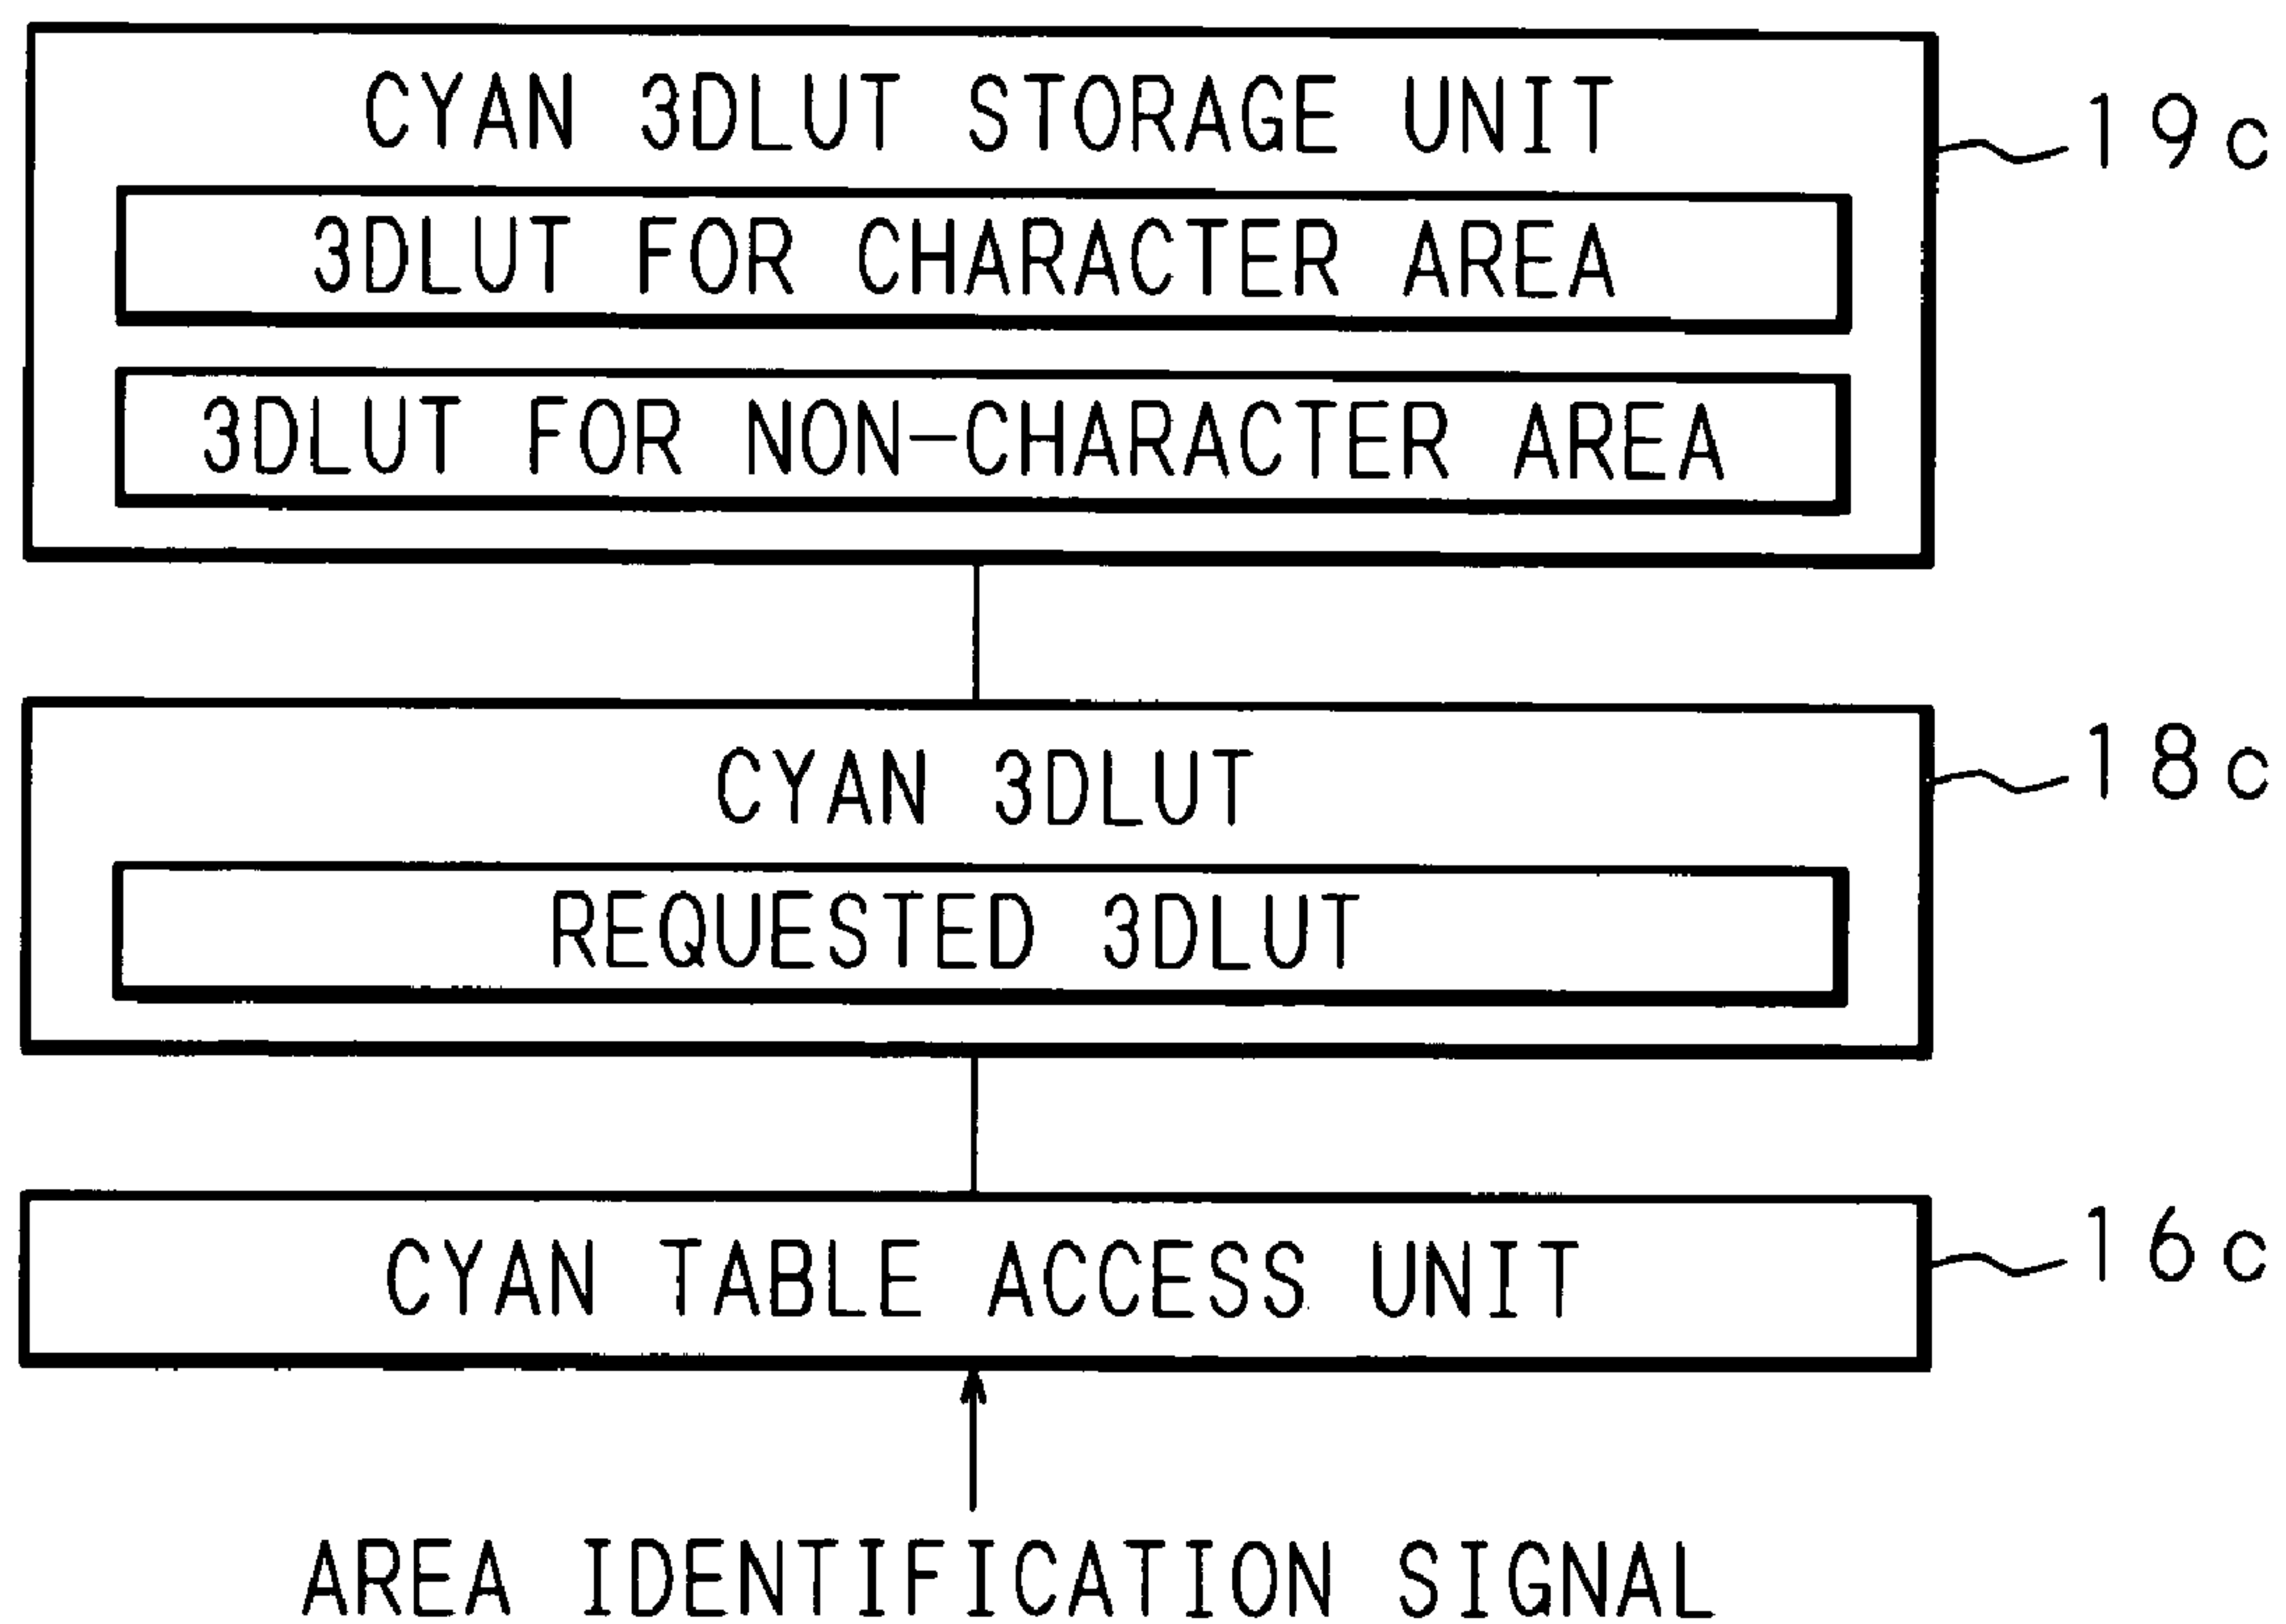 CYAN 3DLUT STORAGE UNIT
19c
3DLUT FOR CHARACTER AREA
3DLUT FOR NON-CHARACTER AREA
CYAN 3DLUT
18c
REQUESTED 3DLUT
CYAN TABLE ACCESS UNIT
16c
AREA IDENTIFICATION SIGNAL